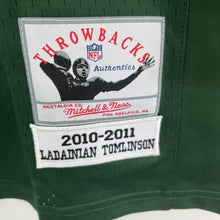 THROWBACKS
NFL
Authentics
NOSTALGIA CO.
Mitchell & Ness
PHILADELPHIA, PA
2010-2011
LADAINIAN TOMLINSON